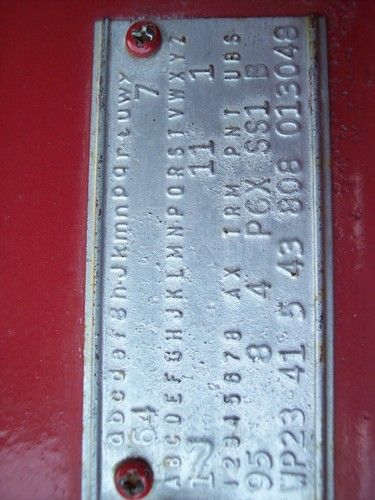 abcdefghJkmnpqrtuwy
64 7
ABCDEFGHJKLMNPQRSTVWXYZ
12 11 1
12345678 AX TRM PNT UBS
95 8 4 P6X SS1 B
WP23 41 5 43 808 013048